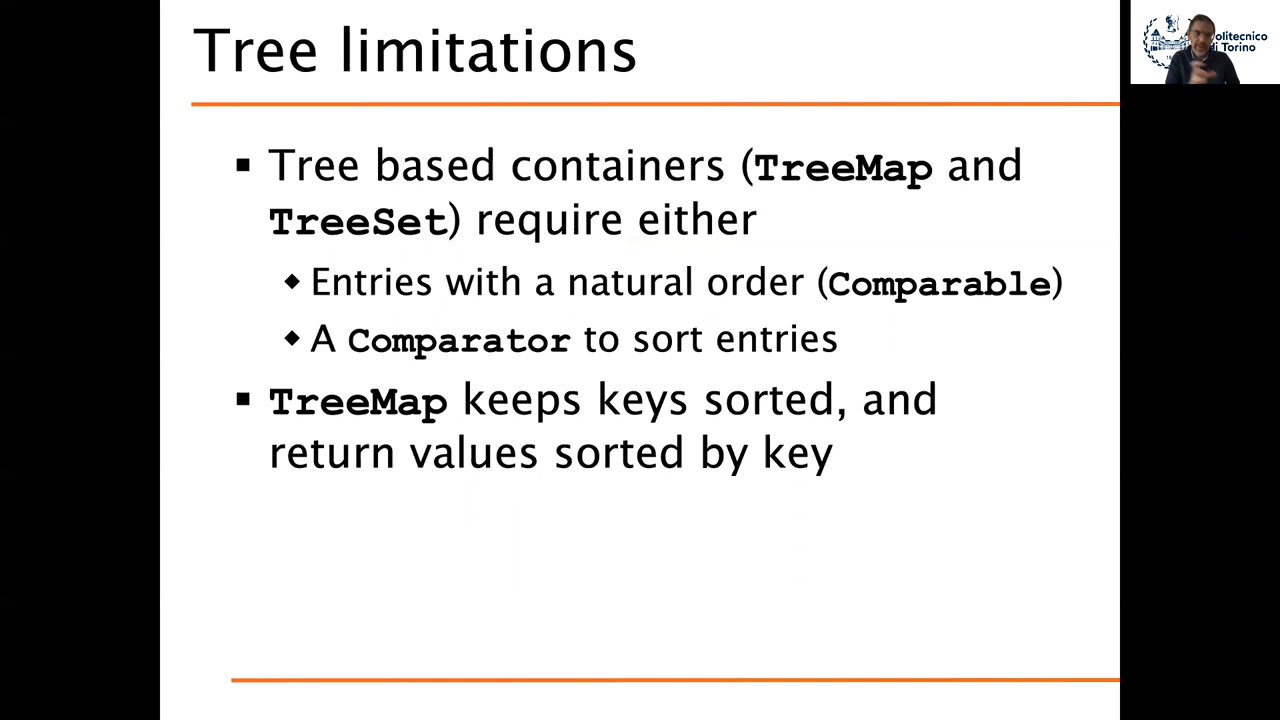 Tree limitations
▪ Tree based containers (TreeMap and
TreeSet) require either
◆ Entries with a natural order (Comparable)
◆ A Comparator to sort entries
▪ TreeMap keeps keys sorted, and
return values sorted by key
olitecnico
di Torino